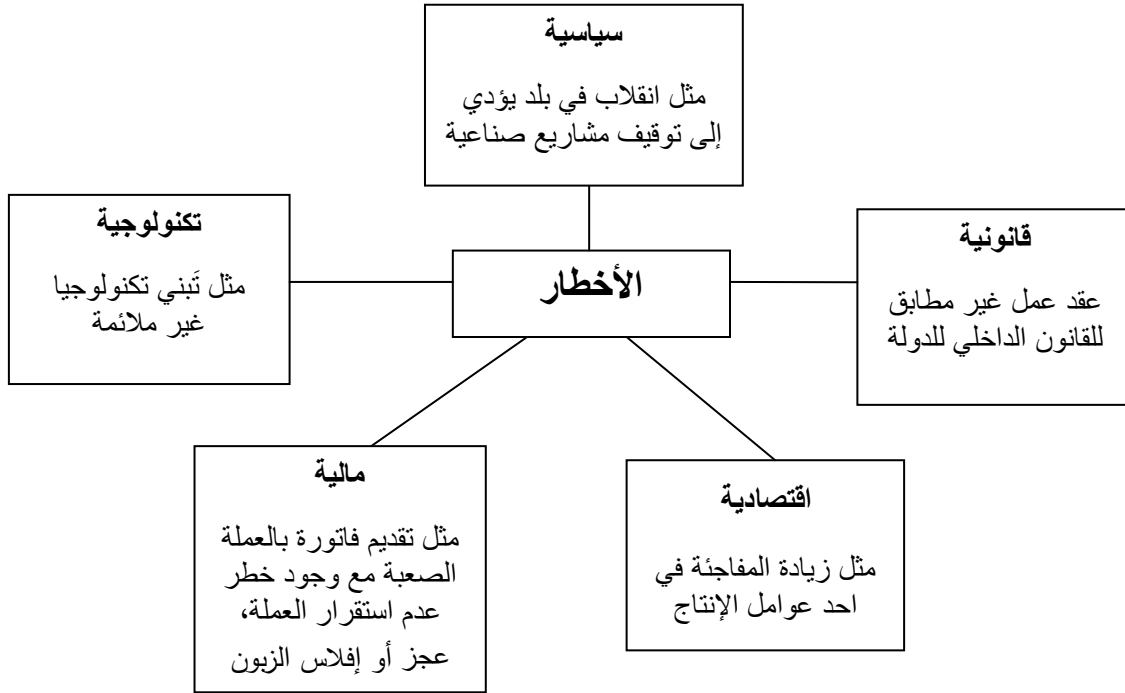 سياسية
مثل انقلاب في بلد يؤدي
إلى توقيف مشاريع صناعية
قانونية
عقد عمل غير مطابق
للقانون الداخلي للدولة
الأخطار
تكنولوجية
مثل تَبني تكنولوجيا
غير ملائمة
اقتصادية
مثل زيادة المفاجئة في
احد عوامل الإنتاج
مالية
مثل تقديم فاتورة بالعملة
الصعبة مع وجود خطر
عدم استقرار العملة،
عجز أو إفلاس الزبون